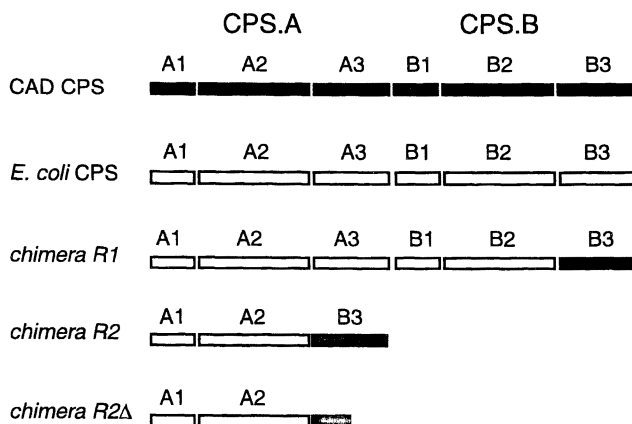 CPS.A CPS.B
A1 A2 A3 B1 B2 B3
CAD CPS
A1 A2 A3 B1 B2 B3
E. coli CPS
A1 A2 A3 B1 B2 B3
chimera R1
A1 A2 B3
chimera R2
A1 A2
chimera R2Δ